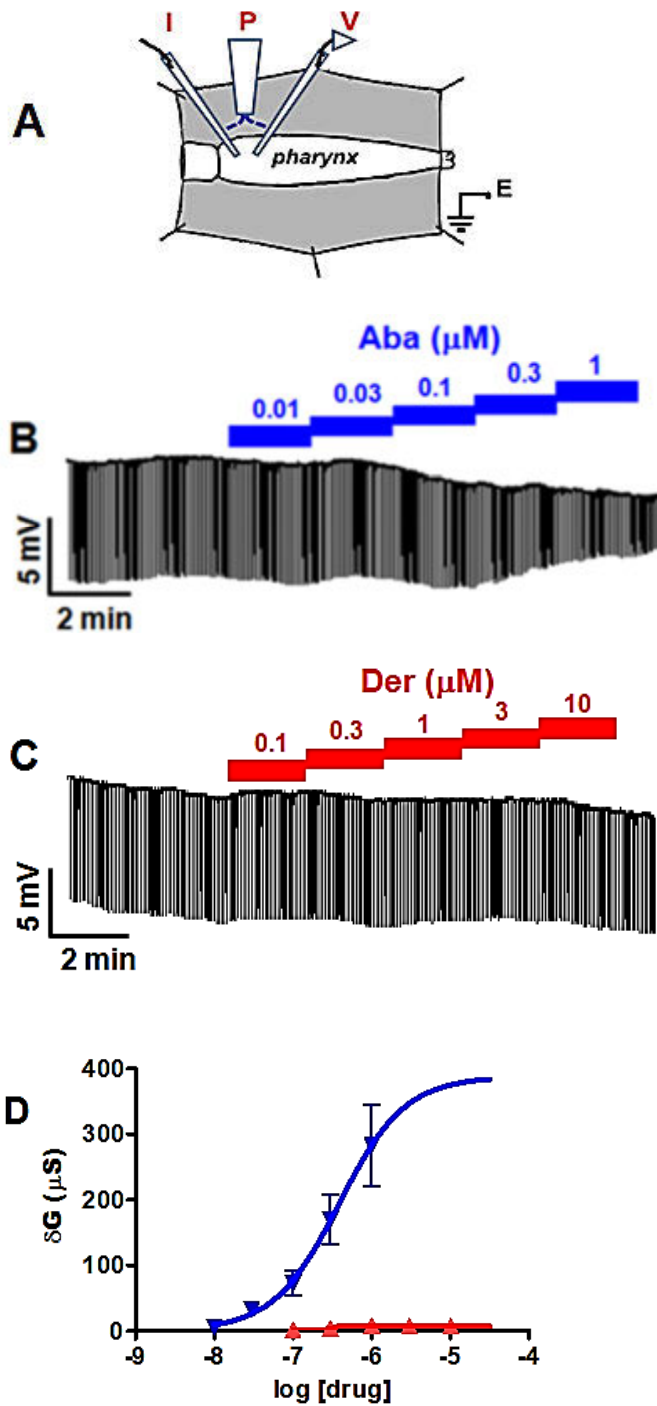 I P V
A
pharynx
E
Aba (μM)
0.01 0.03 0.1 0.3 1
B
5 mV
2 min
Der (μM)
0.1 0.3 1 3 10
C
5 mV
2 min
D
400
300
200
100
0
δG (μS)
-9 -8 -7 -6 -5 -4
log [drug]